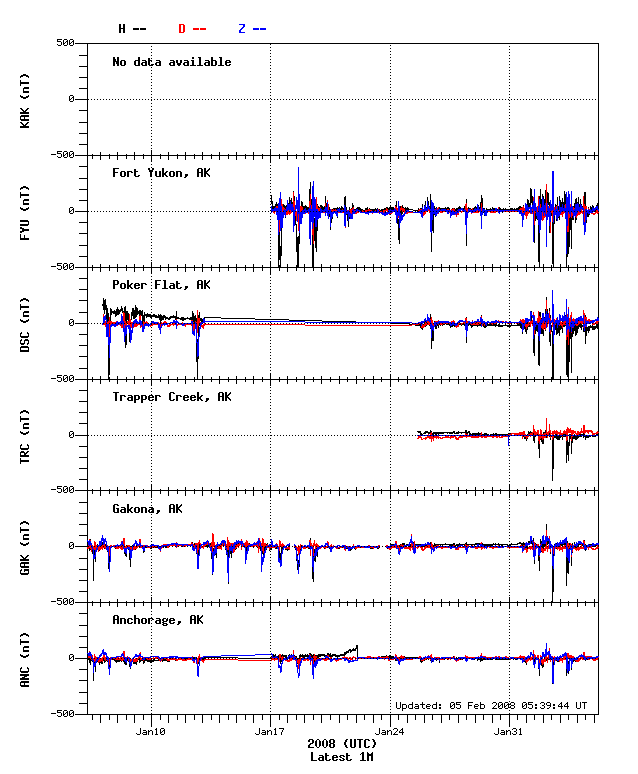 H -- D -- Z --
500
KAK (nT)
No data available
0
-500
FYU (nT)
Fort Yukon, AK
0
-500
DSC (nT)
Poker Flat, AK
0
-500
TRC (nT)
Trapper Creek, AK
0
-500
GAK (nT)
Gakona, AK
0
-500
ANC (nT)
Anchorage, AK
0
Updated: 05 Feb 2008 05:39:44 UT
-500
Jan10 Jan17 Jan24 Jan31
2008 (UTC)
Latest 1M